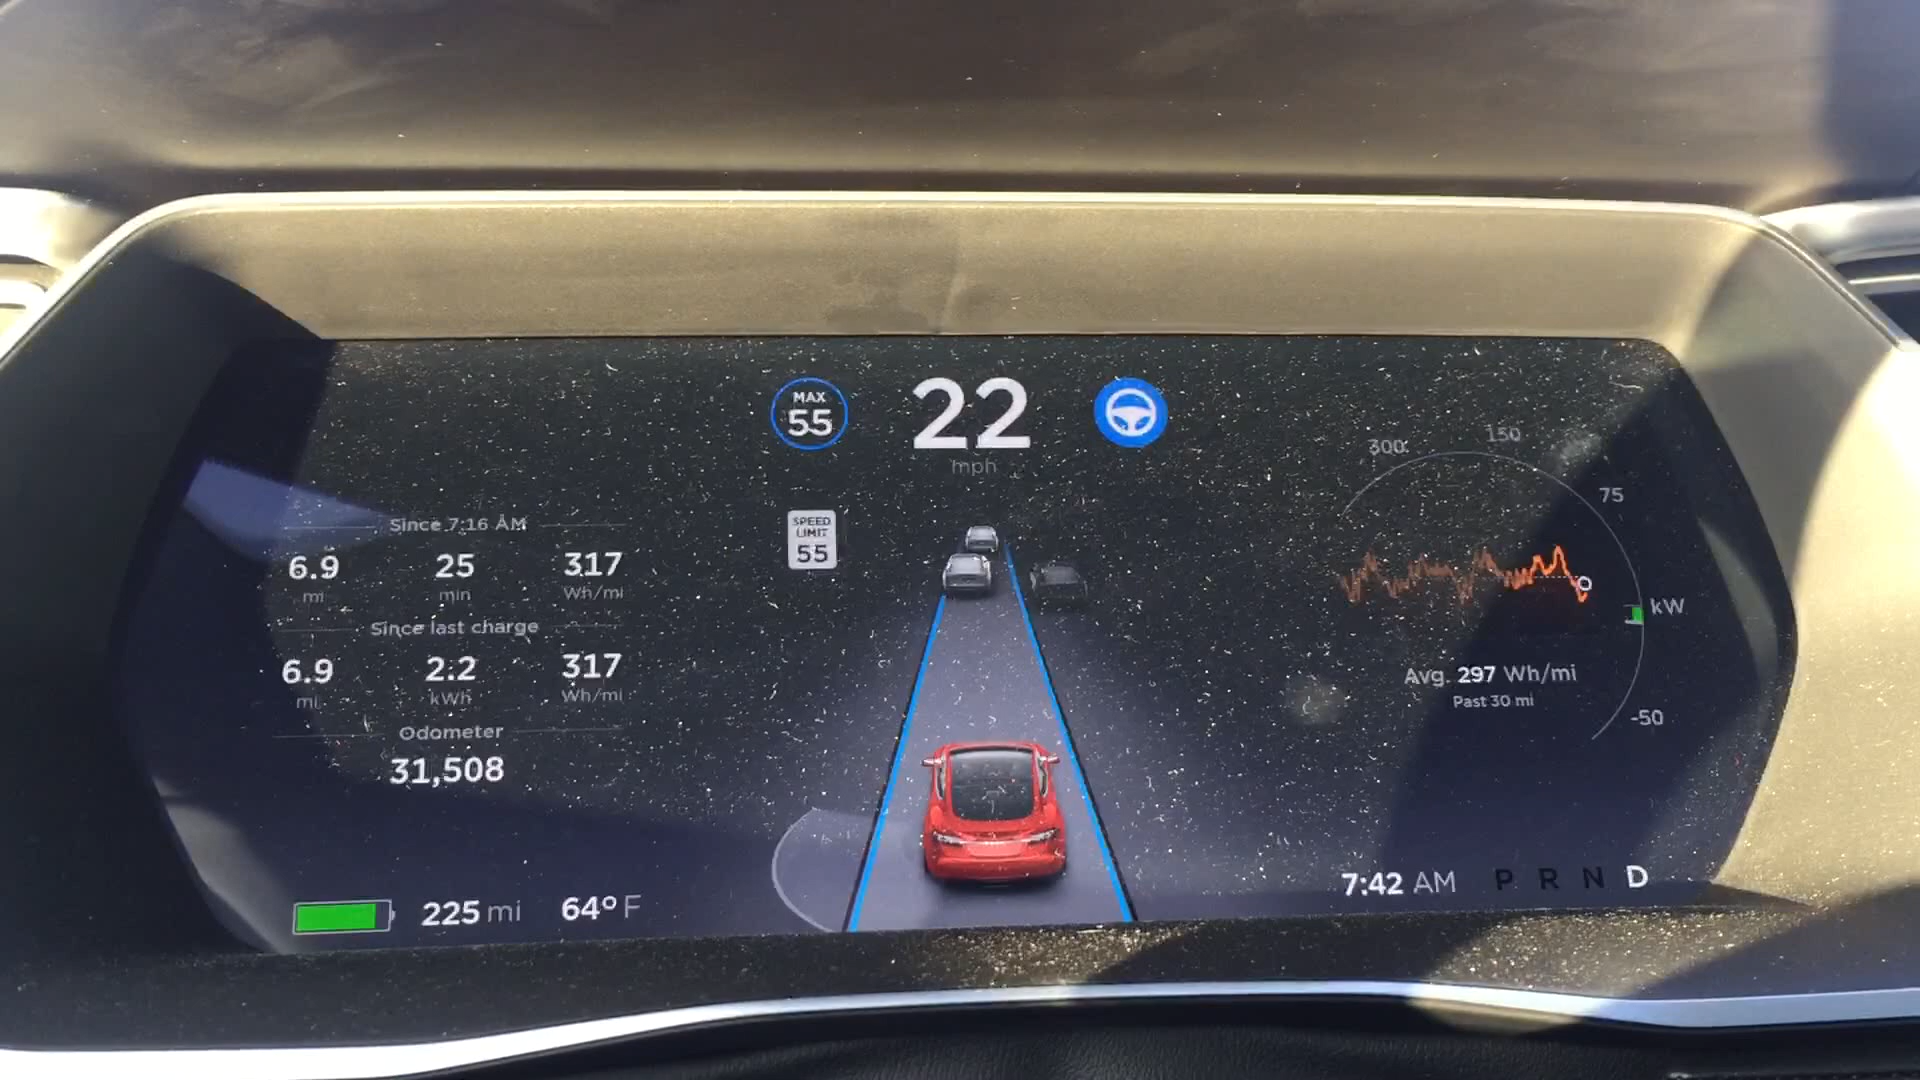 MAX
55
22
mph
SPEED
LIMIT
55
Since 7:16 AM
6.9 25 317
mi min Wh/mi
Since last charge
6.9 2.2 317
mi kWh Wh/mi
Odometer
31,508
225 mi 64° F
300 150
75
kW
-50
Avg. 297 Wh/mi
Past 30 mi
7:42 AM P R N D